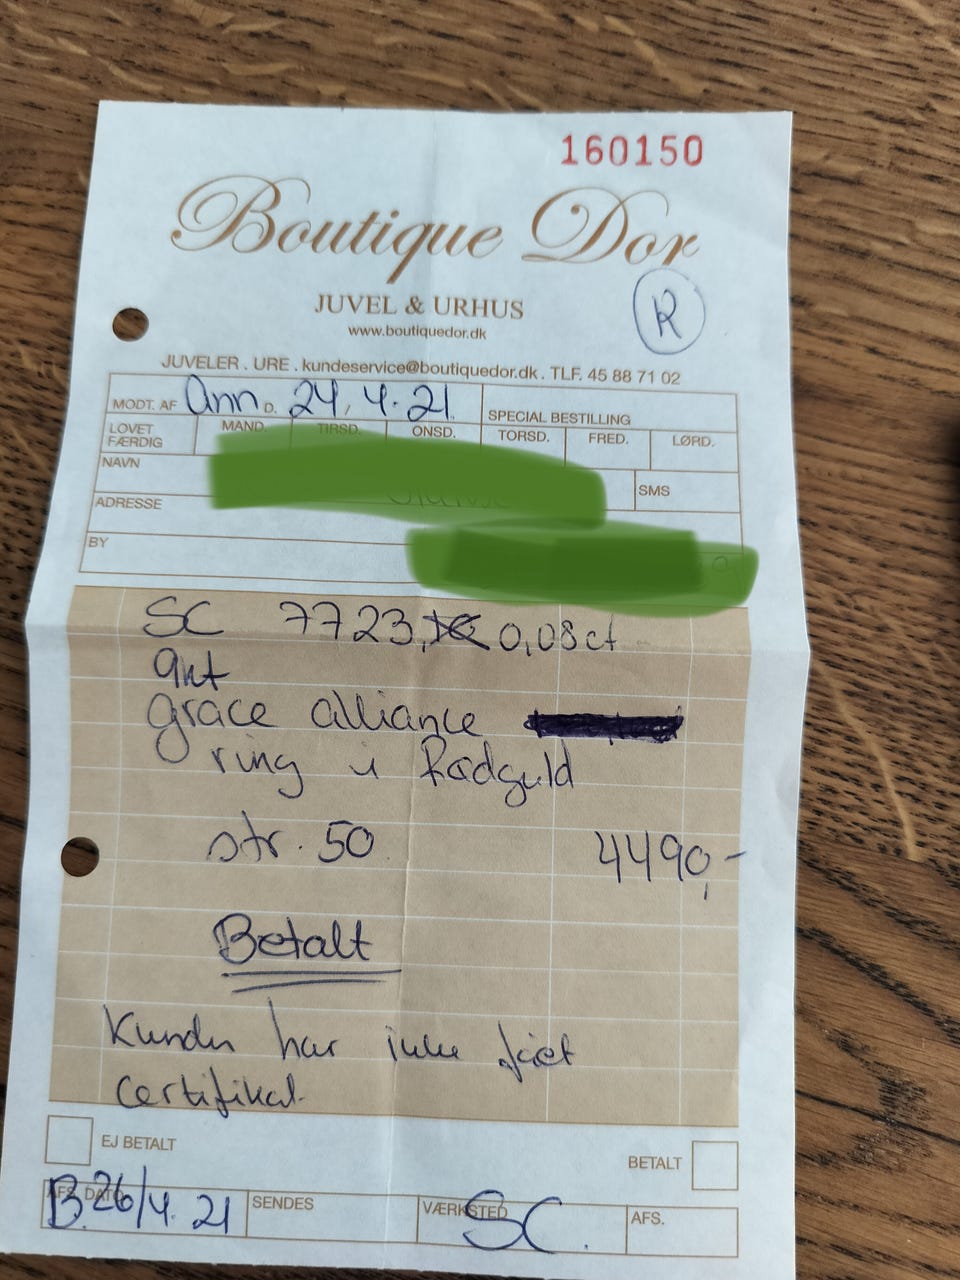 160150
Boutique Dor
JUVEL & URHUS
R
www.boutiquedor.dk
JUVELER . URE . kundeservice@boutiquedor.dk . TLF. 45 88 71 02
MODT. AF Ann D. 24, 4. 21 SPECIAL BESTILLING
LOVET FÆRDIG MAND. TIRSD. ONSD. TORSD. FRED. LØRD.
NAVN SMS
ADRESSE
BY
SC 7723, 0,08ct
9kt
grace alliance
ring i rødguld
str. 50 4490,-
Betalt
Kunden har ikke fået
certifikat
EJ BETALT
BETALT
AFS. DATO B. 26/4. 21 SENDES VÆRKSTED SC. AFS.